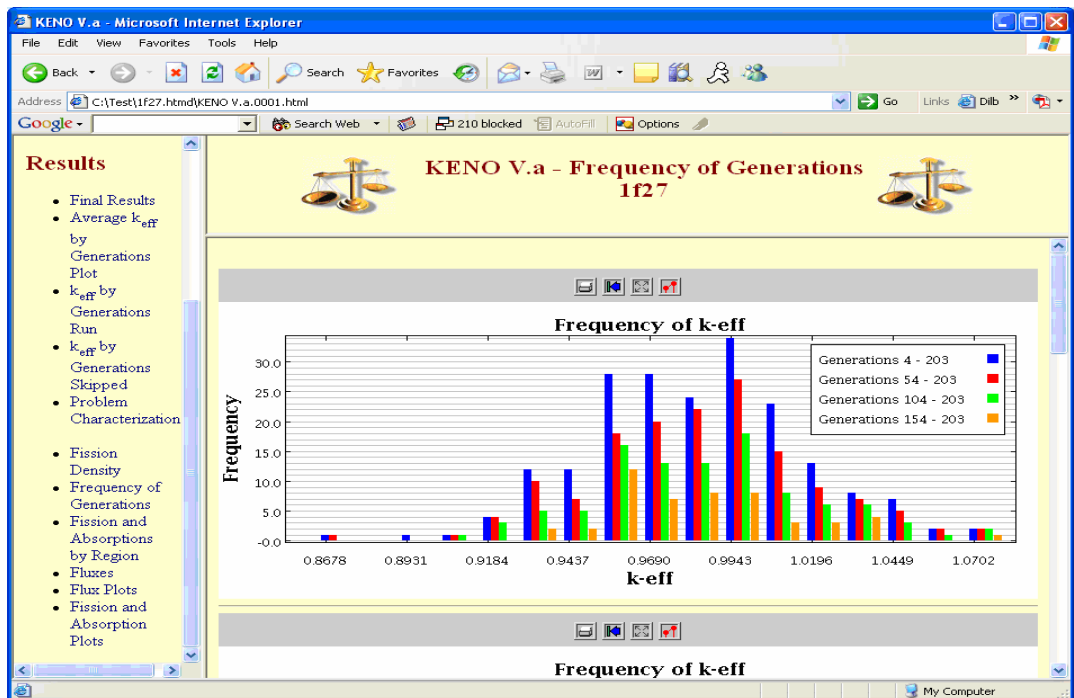 KENO V.a - Microsoft Internet Explorer
File Edit View Favorites Tools Help
Back Search Favorites
Address C:\Test\1f27.htmd\KENO V.a.0001.html Go Links Dilb »
Google Search Web 210 blocked AutoFill Options
Results
Final Results
Average keff
by
Generations
Plot
keff by
Generations
Run
keff by
Generations
Skipped
Problem
Characterization
Fission
Density
Frequency of
Generations
Fission and
Absorptions
by Region
Fluxes
Flux Plots
Fission and
Absorption
Plots
KENO V.a - Frequency of Generations
1f27
Frequency of k-eff
Generations 4 - 203
Generations 54 - 203
Generations 104 - 203
Generations 154 - 203
Frequency
30.0
25.0
20.0
15.0
10.0
5.0
-0.0
0.8678 0.8931 0.9184 0.9437 0.9690 0.9943 1.0196 1.0449 1.0702
k-eff
Frequency of k-eff
My Computer